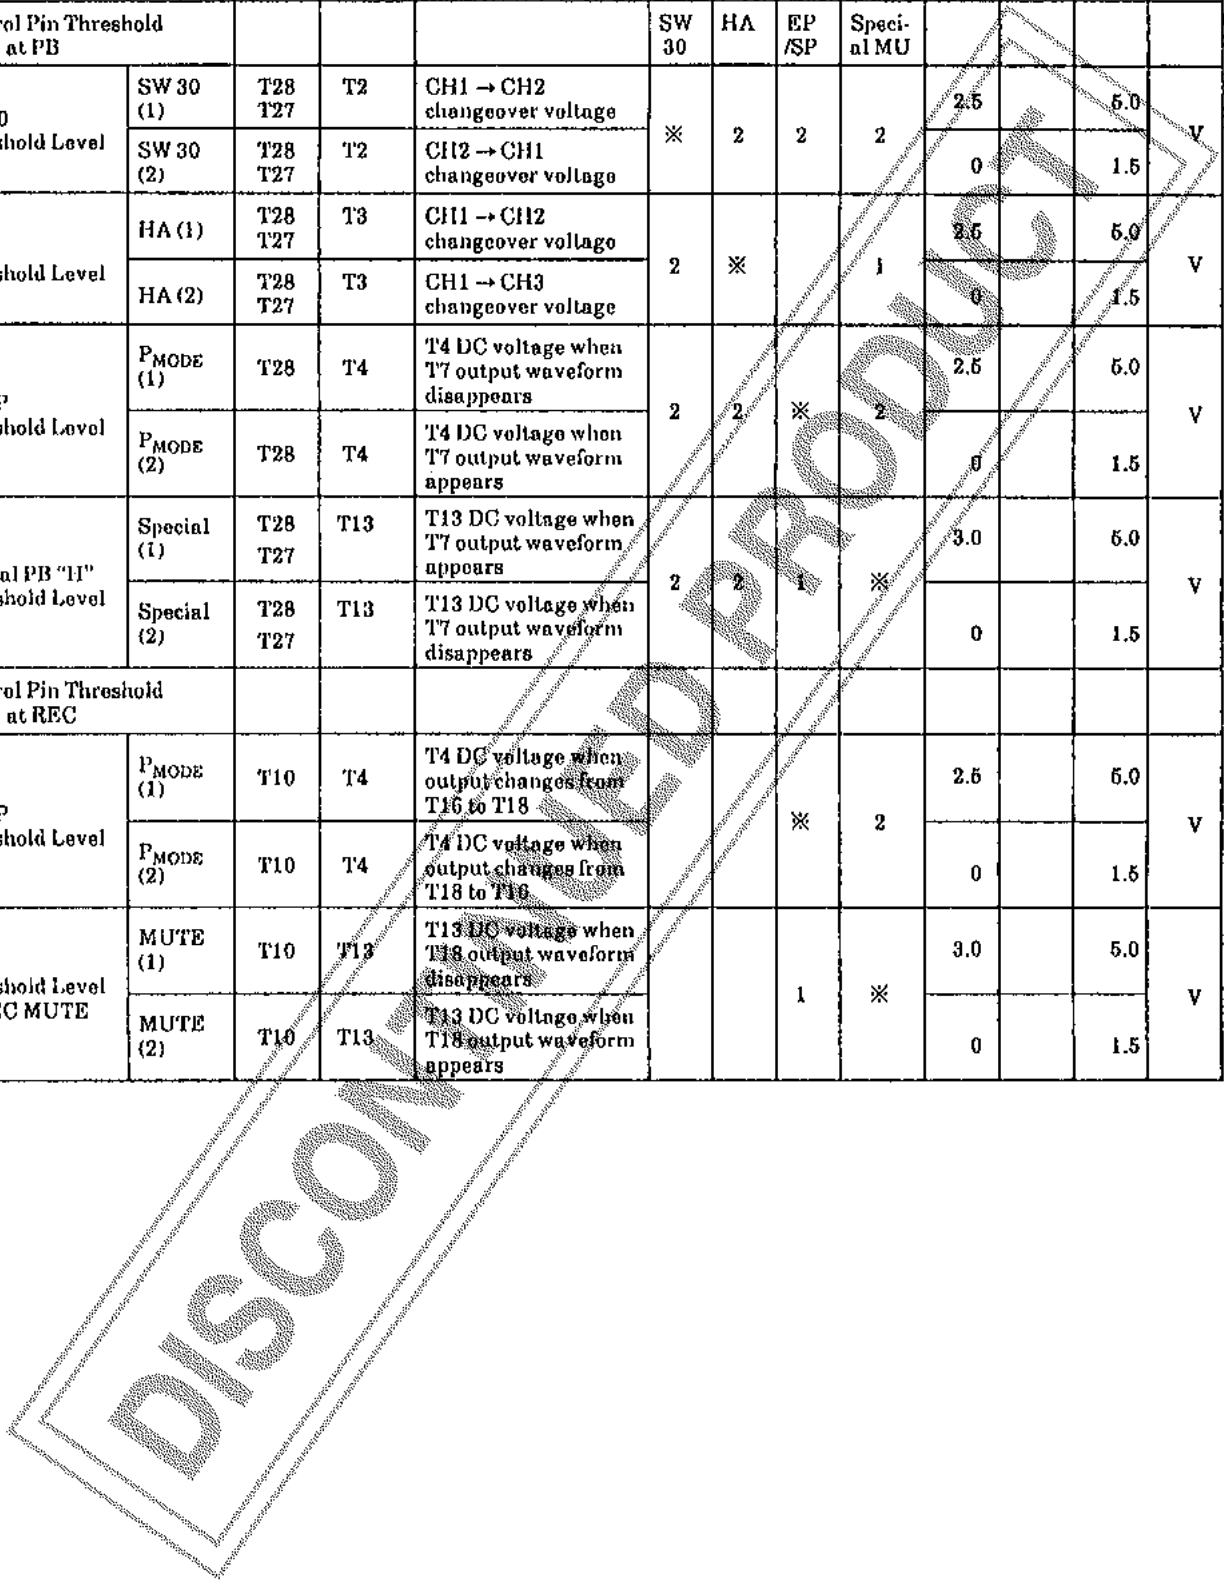 rol Pin Threshold
at PB
SW
30
HA
EP
/SP
Speci-
al MU
0
shold Level
SW 30
(1)
T28
T27
T2
CH1 → CH2
changeover voltage
※
2
2
2
2.5
5.0
V
SW 30
(2)
T28
T27
T2
CH2 → CH1
changeover voltage
0
1.5
shold Level
HA (1)
T28
T27
T3
CH1 → CH2
changeover voltage
2
※
1
2.5
5.0
V
HA (2)
T28
T27
T3
CH1 → CH3
changeover voltage
0
1.5
P
shold Level
PMODE
(1)
T28
T4
T4 DC voltage when
T7 output waveform
disappears
2
2
※
2
2.5
5.0
V
PMODE
(2)
T28
T4
T4 DC voltage when
T7 output waveform
appears
0
1.5
al PB "H"
shold Level
Special
(1)
T28
T27
T13
T13 DC voltage when
T7 output waveform
appears
2
2
1
※
3.0
5.0
V
Special
(2)
T28
T27
T13
T13 DC voltage when
T7 output waveform
disappears
0
1.5
rol Pin Threshold
at REC
P
shold Level
PMODE
(1)
T10
T4
T4 DC voltage when
output changes from
T16 to T18
※
2
2.5
5.0
V
PMODE
(2)
T10
T4
T4 DC voltage when
output changes from
T18 to T16
0
1.5
shold Level
C MUTE
MUTE
(1)
T10
T13
T13 DC voltage when
T18 output waveform
disappears
1
※
3.0
5.0
V
MUTE
(2)
T10
T13
T13 DC voltage when
T18 output waveform
appears
0
1.5
DISCONTINUED PRODUCT